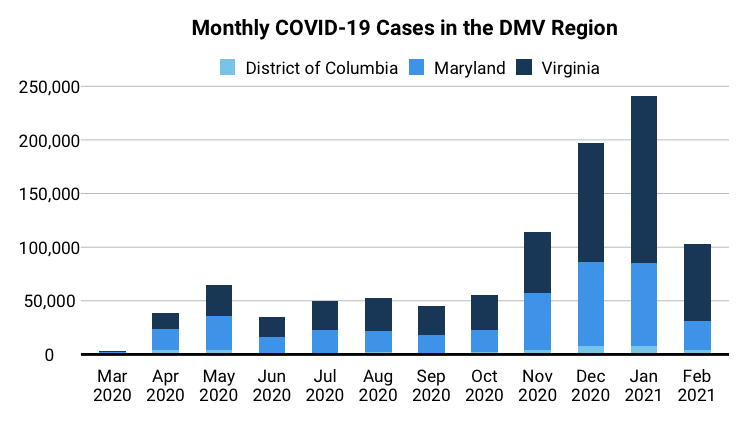 Monthly COVID-19 Cases in the DMV Region
District of Columbia Maryland Virginia
250,000
200,000
150,000
100,000
50,000
0
Mar Apr May Jun Jul Aug Sep Oct Nov Dec Jan Feb
2020 2020 2020 2020 2020 2020 2020 2020 2020 2020 2021 2021